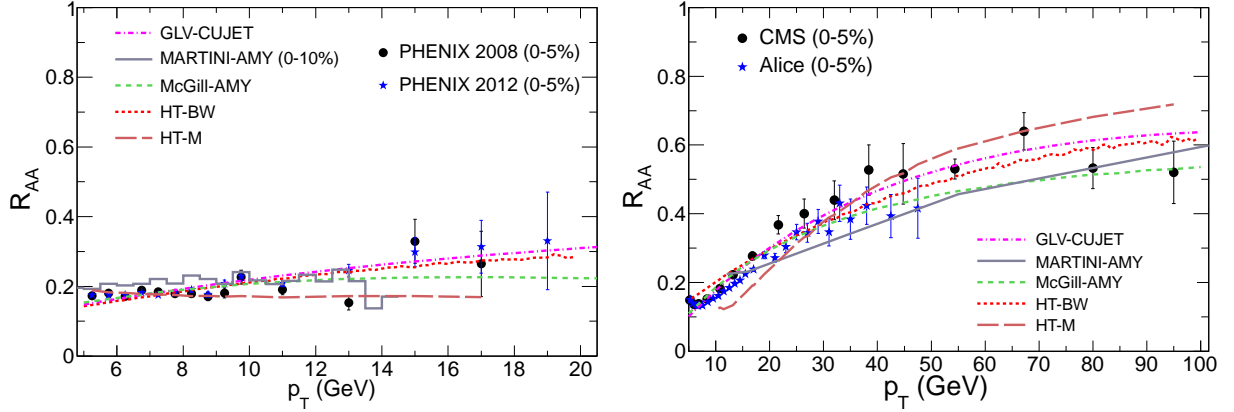 1
0.8
0.6
0.4
0.2
0
R_AA
GLV-CUJET
MARTINI-AMY (0-10%)
McGill-AMY
HT-BW
HT-M
PHENIX 2008 (0-5%)
PHENIX 2012 (0-5%)
6 8 10 12 14 16 18 20
p_T (GeV)
1
0.8
0.6
0.4
0.2
0
R_AA
CMS (0-5%)
Alice (0-5%)
GLV-CUJET
MARTINI-AMY
McGill-AMY
HT-BW
HT-M
5 10 20 30 40 50 60 70 80 90 100
p_T (GeV)